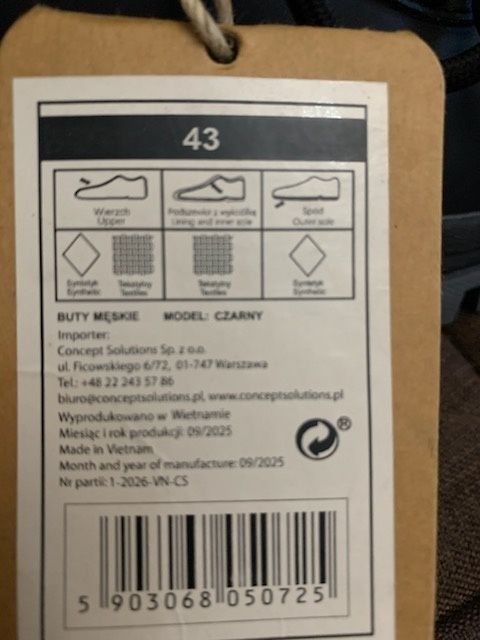 43
Wierzch
Upper
Podszewka z wyściółką
Lining and inner sole
Spód
Outer sole
Syntetyk
Synthetic
Tekstylny
Textiles
Tekstylny
Textiles
Syntetyk
Synthetic
BUTY MĘSKIE MODEL: CZARNY
Importer:
Concept Solutions Sp. z o.o.
ul. Ficowskiego 6/72, 01-747 Warszawa
Tel.: +48 22 243 57 86
biuro@conceptsolutions.pl, www.conceptsolutions.pl
Wyprodukowano w Wietnamie
Miesiąc i rok produkcji: 09/2025
Made in Vietnam
Month and year of manufacture: 09/2025
Nr partii: 1-2026-VN-CS
®
5 903068 050725